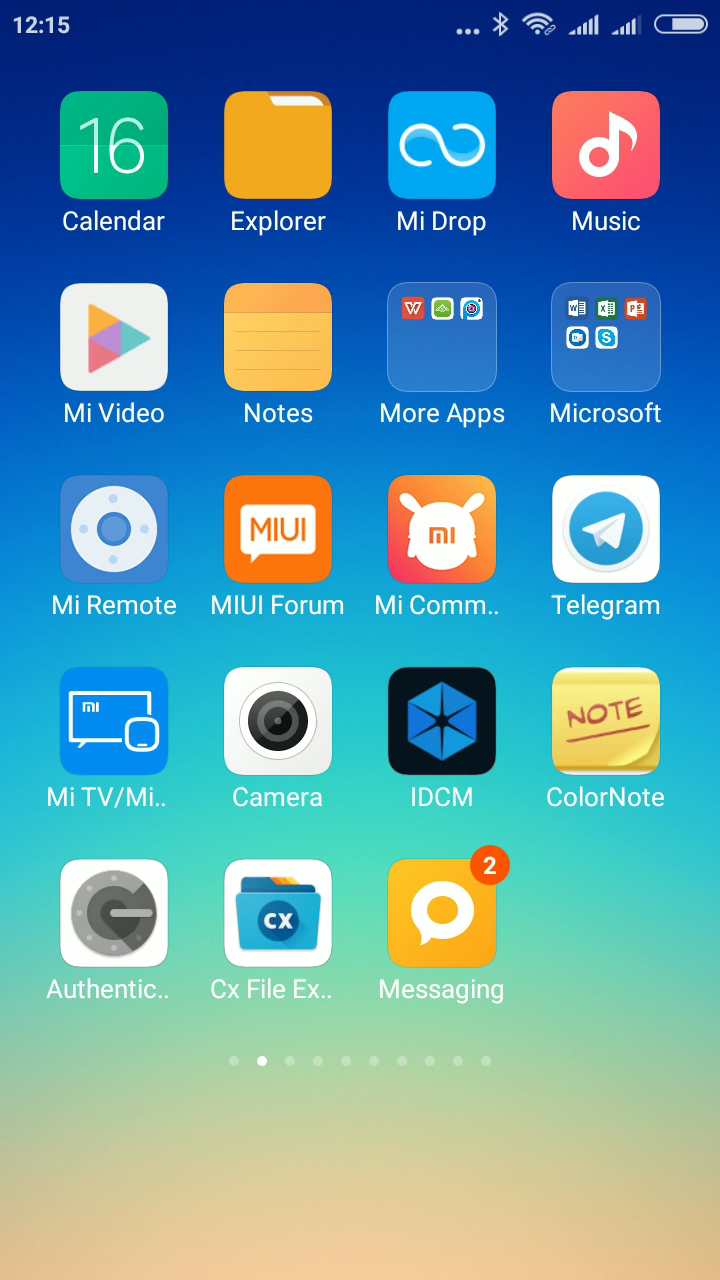 12:15
16
Calendar
Explorer
Mi Drop
Music
Mi Video
Notes
More Apps
Microsoft
MIUI
Mi Remote
MIUI Forum
Mi Comm..
Telegram
NOTE
Mi TV/Mi..
Camera
IDCM
ColorNote
2
CX
Authentic..
Cx File Ex..
Messaging